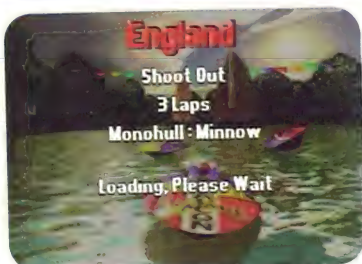 England
Shoot Out
3 Laps
Monohull : Minnow
Loading, Please Wait